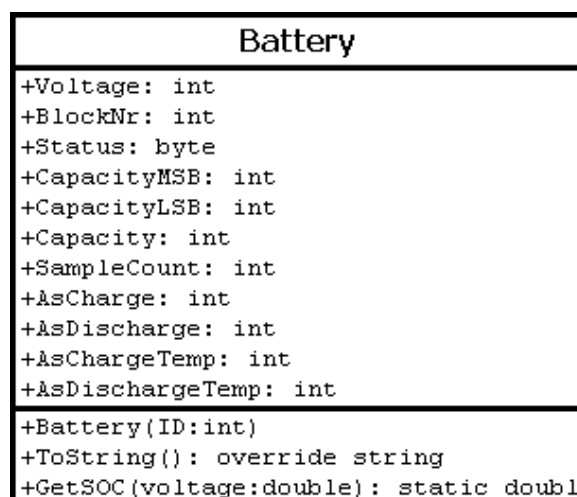 Battery
+Voltage: int
+BlockNr: int
+Status: byte
+CapacityMSB: int
+CapacityLSB: int
+Capacity: int
+SampleCount: int
+AsCharge: int
+AsDischarge: int
+AsChargeTemp: int
+AsDischargeTemp: int
+Battery(ID:int)
+ToString(): override string
+GetSOC(voltage:double): static doubl